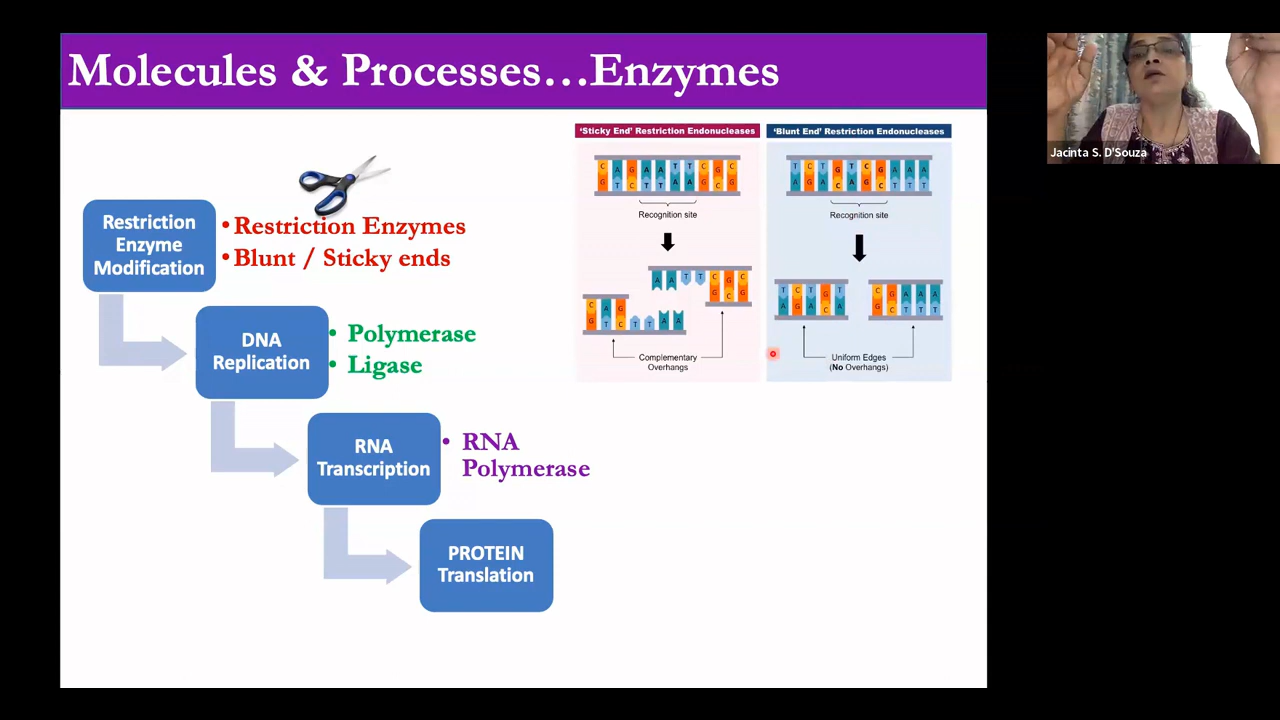 Molecules & Processes…Enzymes
Restriction
Enzyme
Modification
•Restriction Enzymes
•Blunt / Sticky ends
DNA
Replication
• Polymerase
• Ligase
RNA
Transcription
• RNA
Polymerase
PROTEIN
Translation
'Sticky End' Restriction Endonucleases
C A G A A T T C G C
G T C T T A A G C G
Recognition site
A A T T C G C
G C G
C A G
G T C T T A A
Complementary
Overhangs
'Blunt End' Restriction Endonucleases
T C T G T C G A A A
A G A C A G C T T T
Recognition site
T C T G T
A G A C A
C G A A A
G C T T T
Uniform Edges
(No Overhangs)
Jacinta S. D'Souza